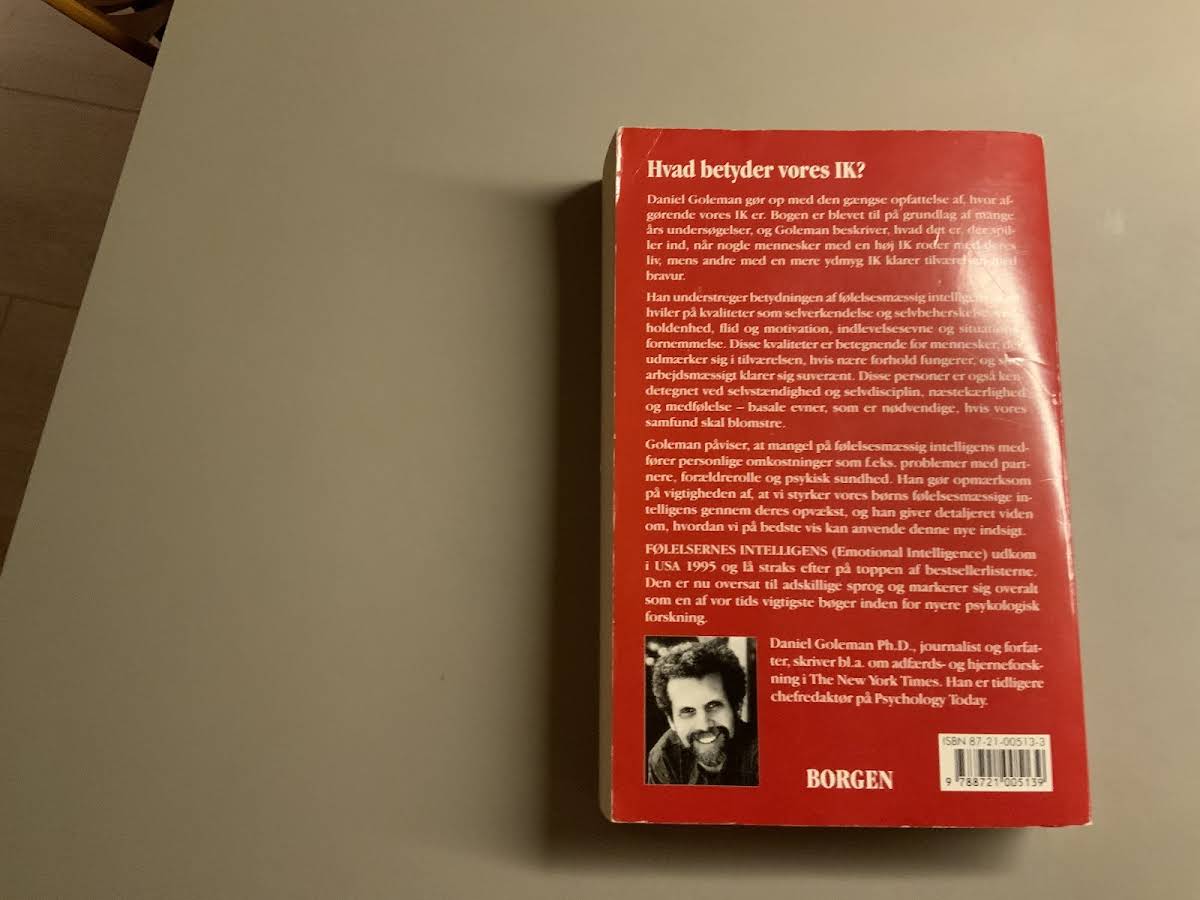 Hvad betyder vores IK?
Daniel Goleman gør op med den gængse opfattelse af, hvor af-
gørende vores IK er. Bogen er blevet til på grundlag af mange
års undersøgelser, og Goleman beskriver, hvad det er, der spil-
ler ind, når nogle mennesker med en høj IK roder med deres
liv, mens andre med en mere ydmyg IK klarer tilværelsen med
bravur.
Han understreger betydningen af følelsesmæssig intelligens
hviler på kvaliteter som selverkendelse og selvbeherskelse,
holdenhed, flid og motivation, indlevelsesevne og situations-
fornemmelse. Disse kvaliteter er betegnende for mennesker, der
udmærker sig i tilværelsen, hvis nære forhold fungerer, og som
arbejdsmæssigt klarer sig suverænt. Disse personer er også ken-
detegnet ved selvstændighed og selvdisciplin, næstekærlighed
og medfølelse – basale evner, som er nødvendige, hvis vores
samfund skal blomstre.
Goleman påviser, at mangel på følelsesmæssig intelligens med-
fører personlige omkostninger som f.eks. problemer med part-
nere, forældrerolle og psykisk sundhed. Han gør opmærksom
på vigtigheden af, at vi styrker vores børns følelsesmæssige in-
telligens gennem deres opvækst, og han giver detaljeret viden
om, hvordan vi på bedste vis kan anvende denne nye indsigt.
FØLELSERNES INTELLIGENS (Emotional Intelligence) udkom
i USA 1995 og lå straks efter på toppen af bestsellerlisterne.
Den er nu oversat til adskillige sprog og markerer sig overalt
som en af vor tids vigtigste bøger inden for nyere psykologisk
forskning.
Daniel Goleman Ph.D., journalist og forfat-
ter, skriver bl.a. om adfærds- og hjerneforsk-
ning i The New York Times. Han er tidligere
chefredaktør på Psychology Today.
BORGEN
ISBN 87-21-00513-3
9 788721 005139